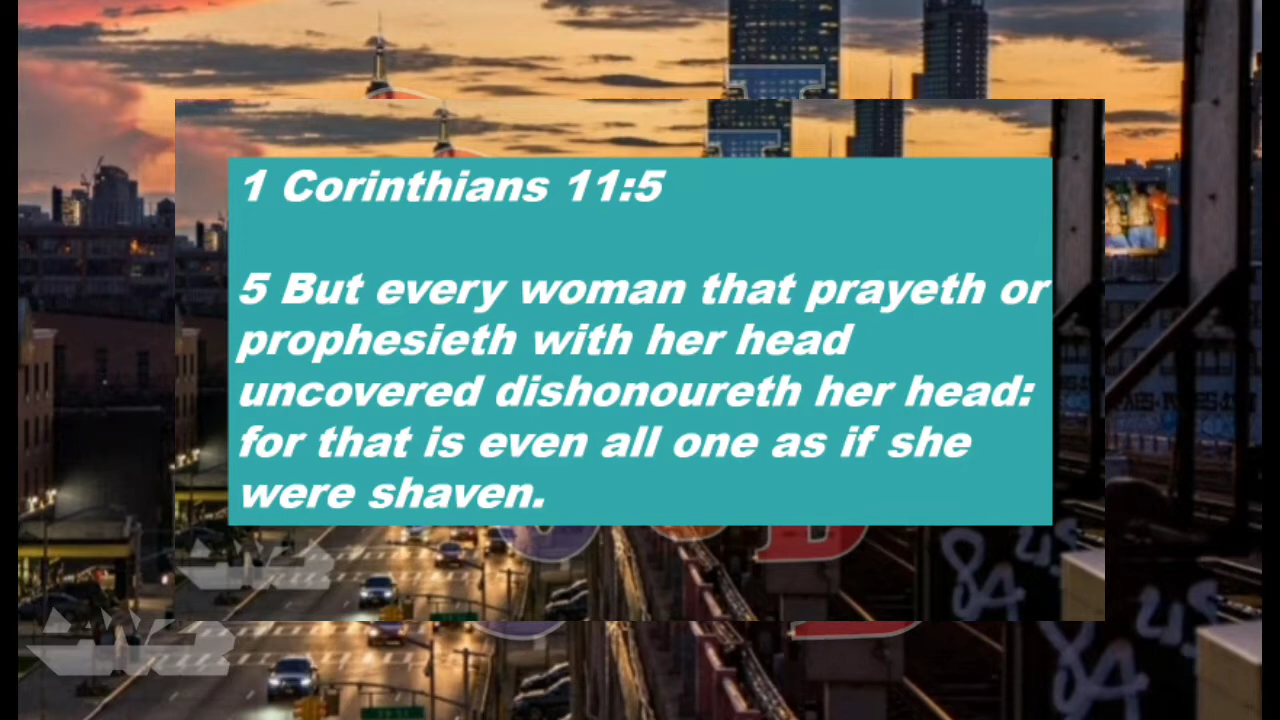 1 Corinthians 11:5
5 But every woman that prayeth or
prophesieth with her head
uncovered dishonoureth her head:
for that is even all one as if she
were shaven.